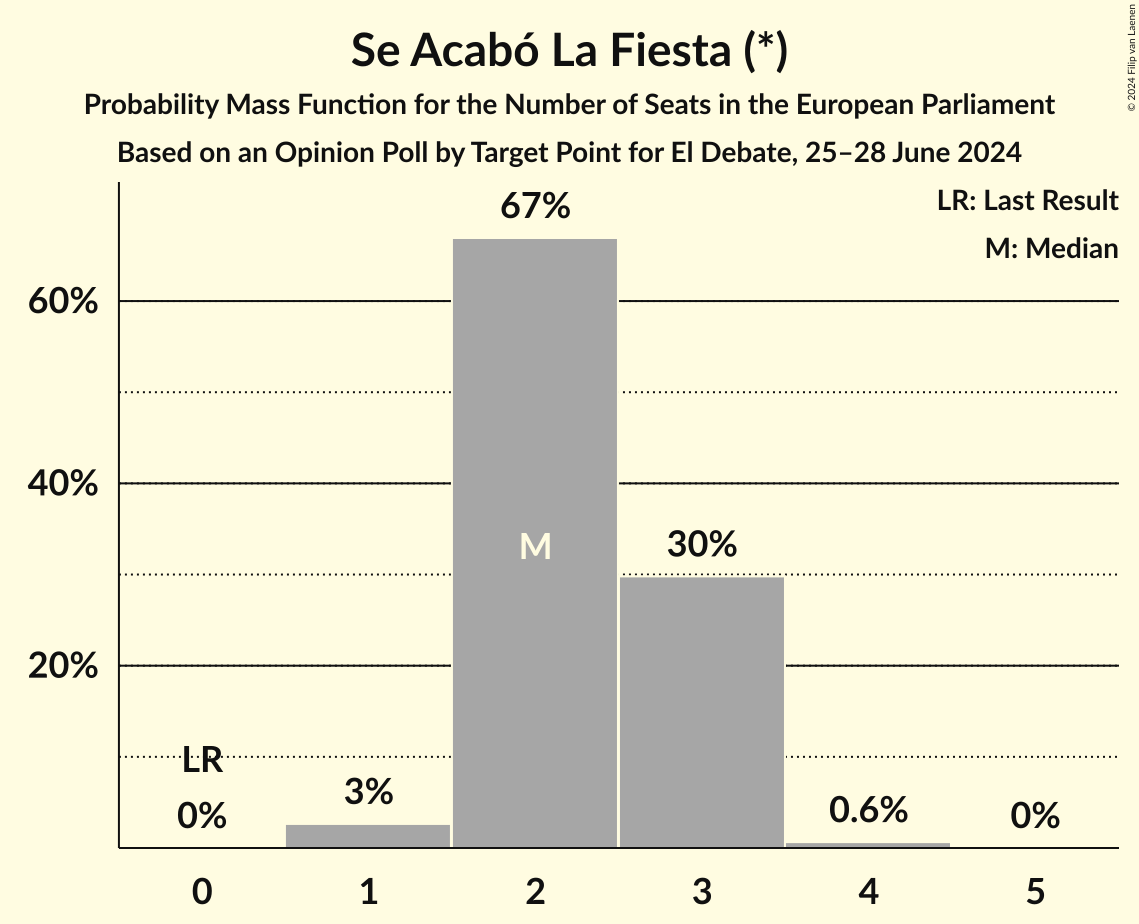 Se Acabó La Fiesta (*)
Probability Mass Function for the Number of Seats in the European Parliament
Based on an Opinion Poll by Target Point for El Debate, 25–28 June 2024
© 2024 Filip van Laenen
LR: Last Result
M: Median
67%
60%
40%
M
30%
20%
LR
0%
3%
0.6%
0%
0 1 2 3 4 5